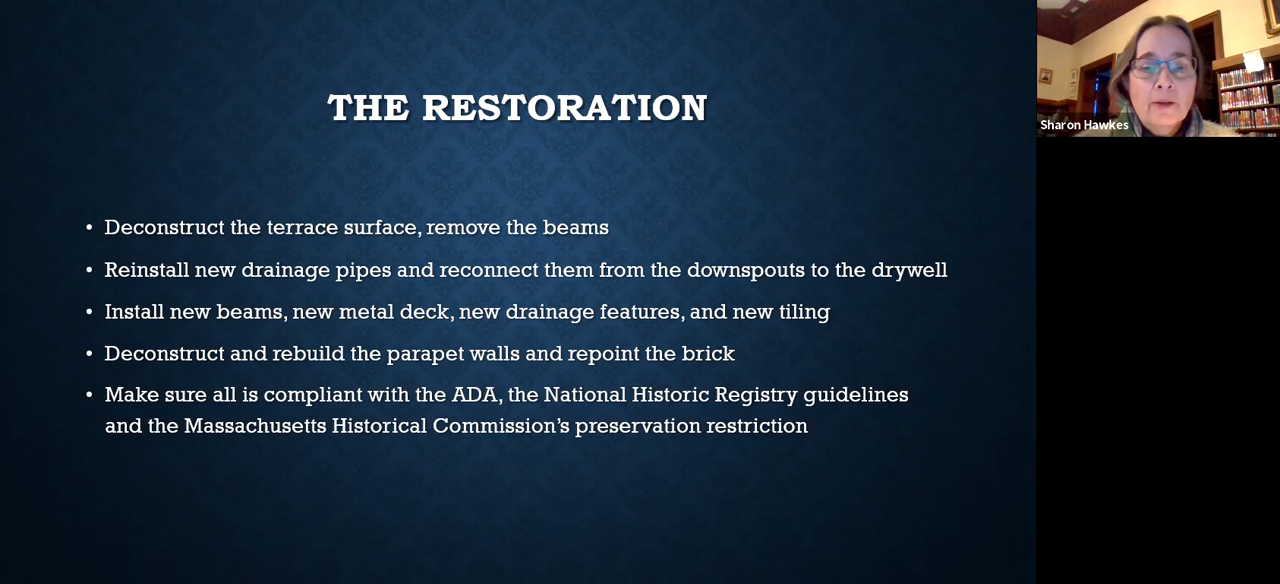 THE RESTORATION
• Deconstruct the terrace surface, remove the beams
• Reinstall new drainage pipes and reconnect them from the downspouts to the drywell
• Install new beams, new metal deck, new drainage features, and new tiling
• Deconstruct and rebuild the parapet walls and repoint the brick
• Make sure all is compliant with the ADA, the National Historic Registry guidelines
and the Massachusetts Historical Commission’s preservation restriction
Sharon Hawkes